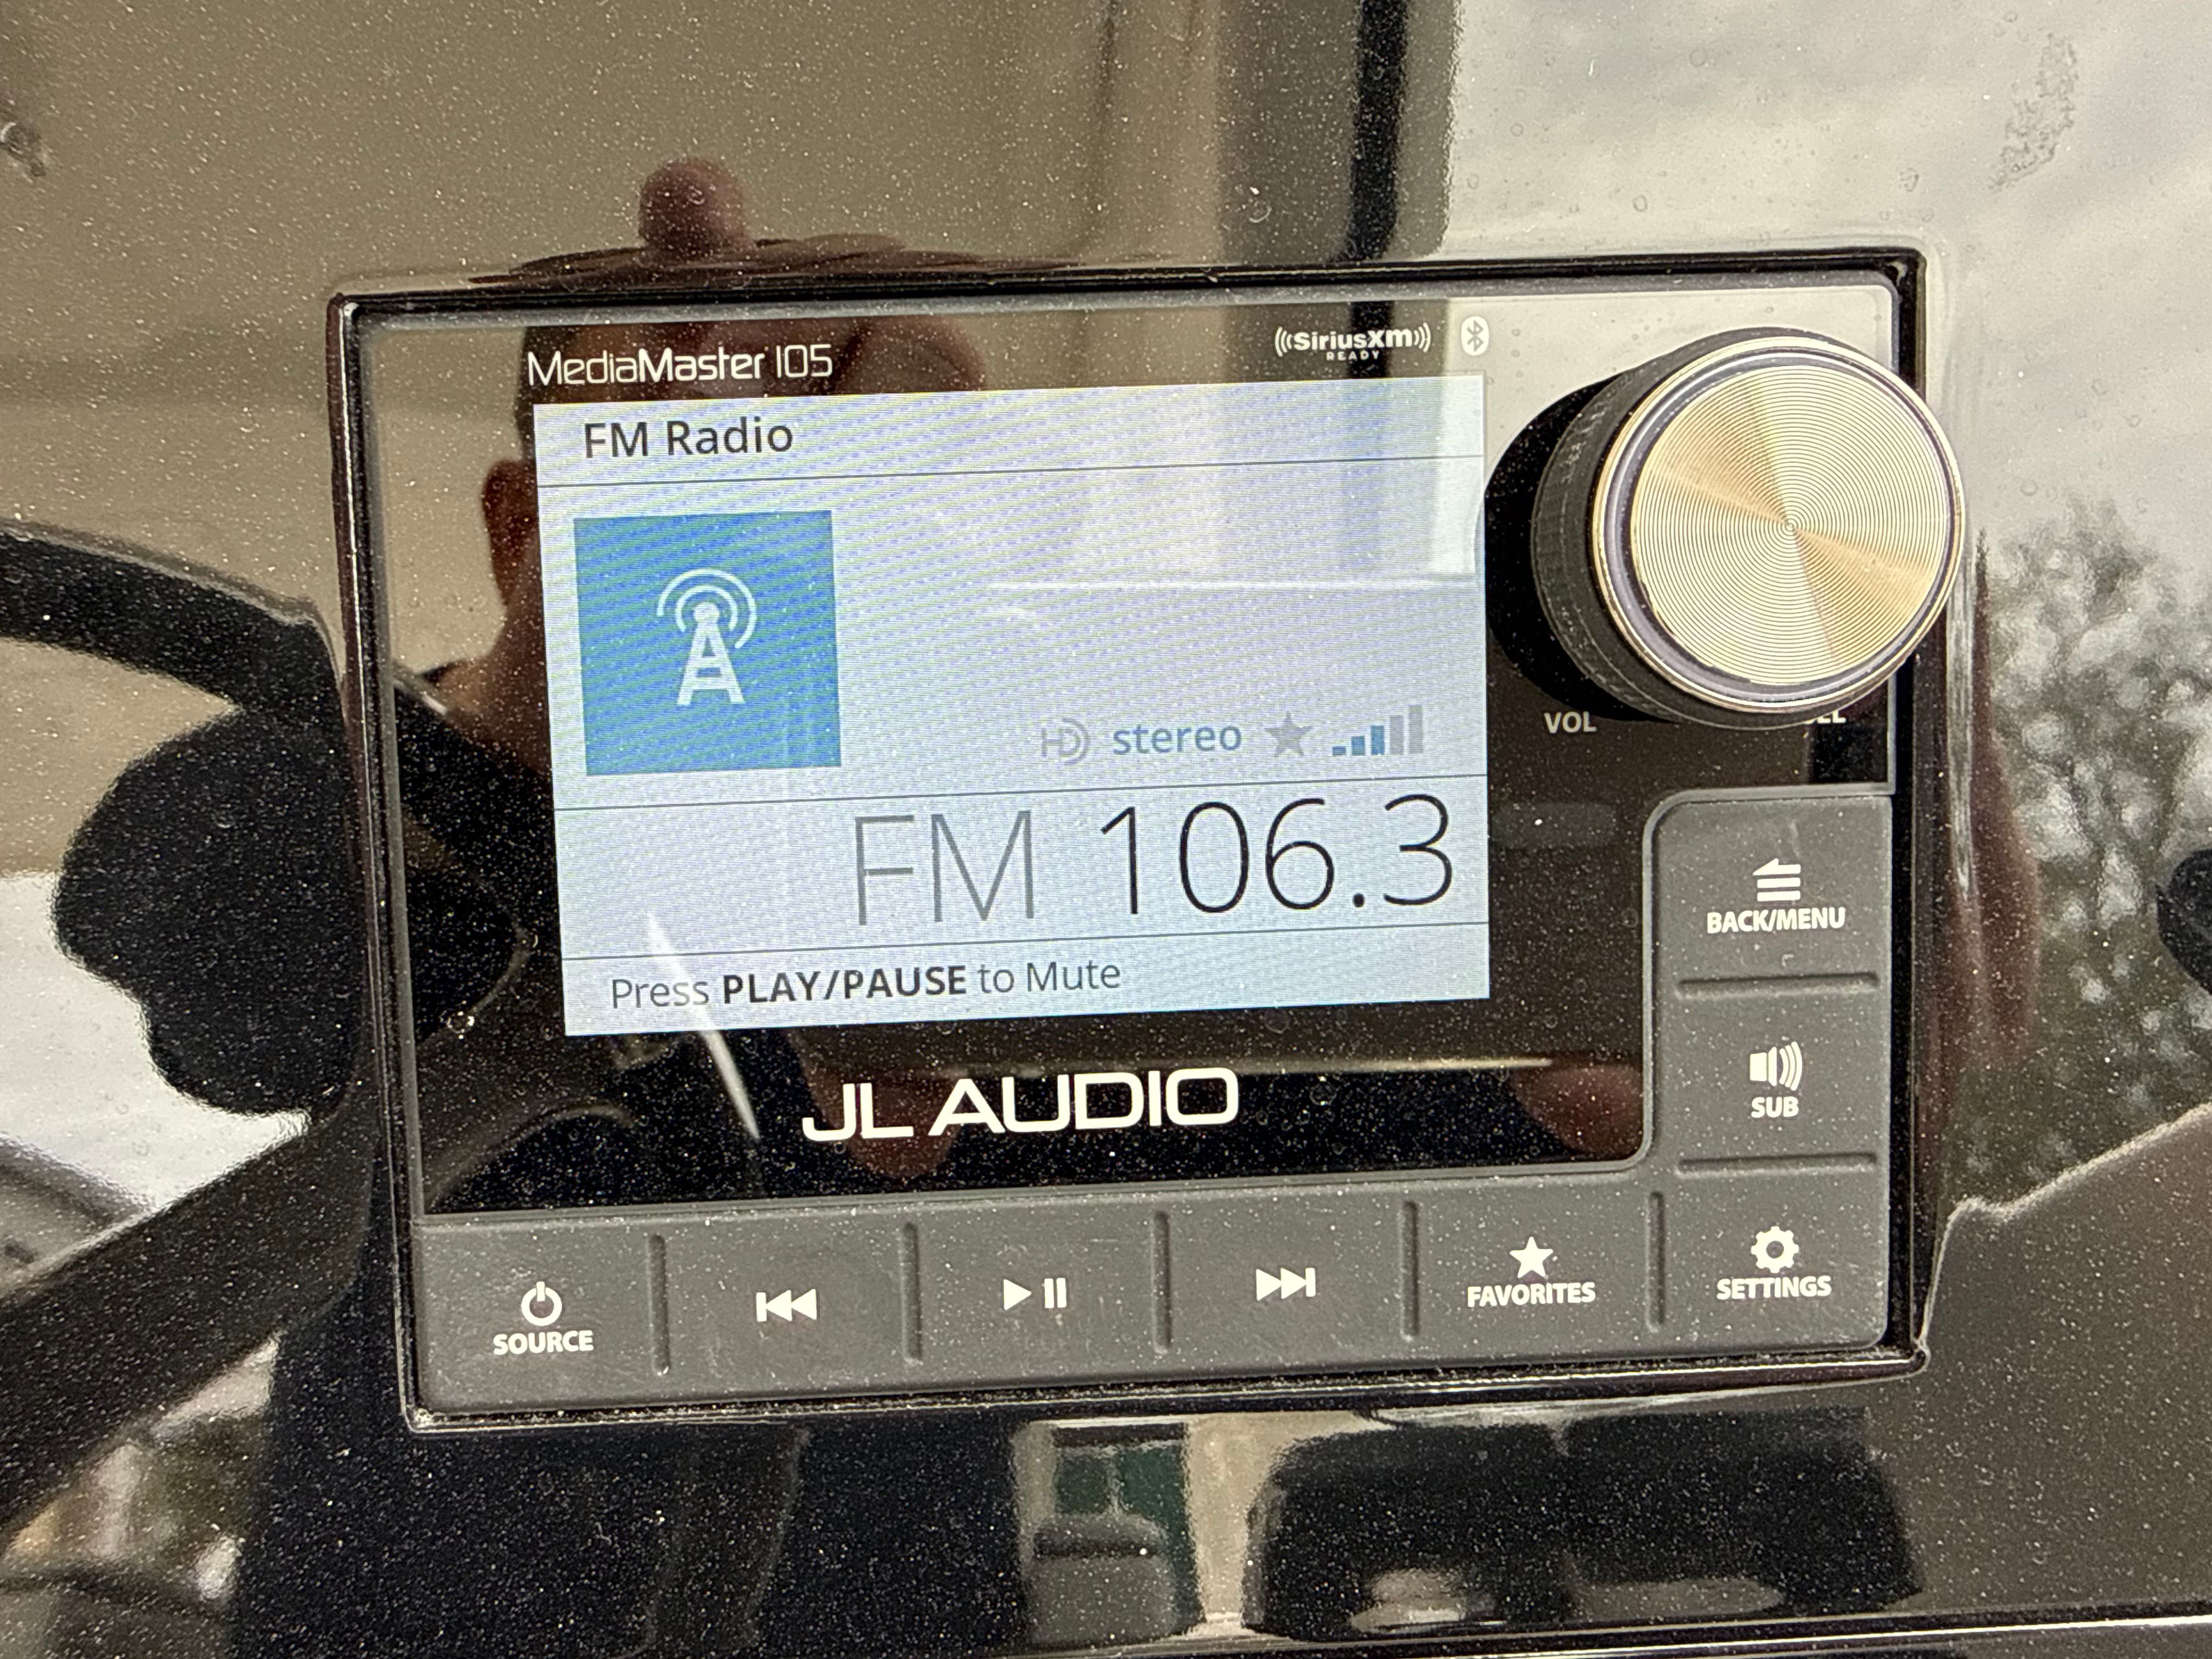 MediaMaster 105
((SiriusXm))
READY
FM Radio
HD stereo
VOL
FM 106.3
Press PLAY/PAUSE to Mute
JL AUDIO
BACK/MENU
SUB
SOURCE
FAVORITES
SETTINGS